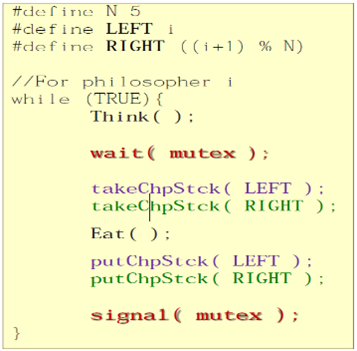 #define N 5
#define LEFT i
#define RIGHT ((i+1) % N)
//For philosopher i
while (TRUE){
Think( );
wait( mutex );
takeChpStck( LEFT );
takeChpStck( RIGHT );
Eat( );
putChpStck( LEFT );
putChpStck( RIGHT );
signal( mutex );
}